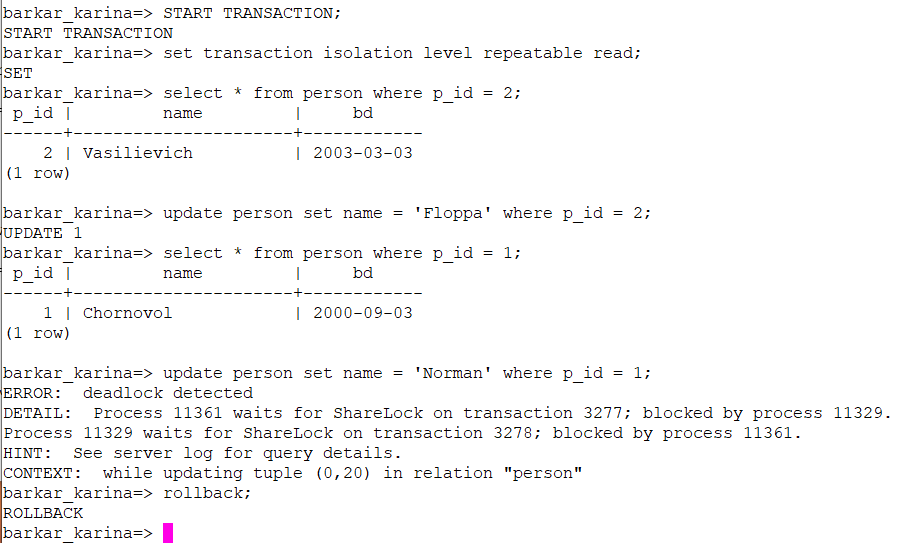 barkar_karina=> START TRANSACTION;
START TRANSACTION
barkar_karina=> set transaction isolation level repeatable read;
SET
barkar_karina=> select * from person where p_id = 2;
 p_id |         name         |     bd
------+----------------------+------------
    2 | Vasilievich          | 2003-03-03
(1 row)

barkar_karina=> update person set name = 'Floppa' where p_id = 2;
UPDATE 1
barkar_karina=> select * from person where p_id = 1;
 p_id |         name         |     bd
------+----------------------+------------
    1 | Chornovol            | 2000-09-03
(1 row)

barkar_karina=> update person set name = 'Norman' where p_id = 1;
ERROR:  deadlock detected
DETAIL:  Process 11361 waits for ShareLock on transaction 3277; blocked by process 11329.
Process 11329 waits for ShareLock on transaction 3278; blocked by process 11361.
HINT:  See server log for query details.
CONTEXT:  while updating tuple (0,20) in relation "person"
barkar_karina=> rollback;
ROLLBACK
barkar_karina=>